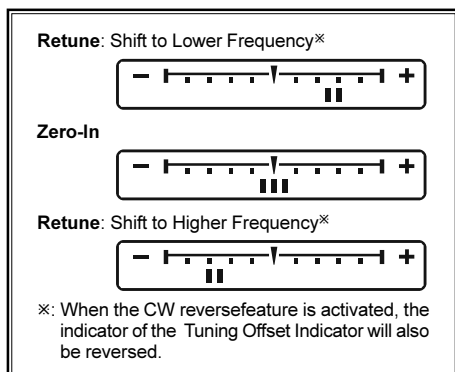 Retune: Shift to Lower Frequency※
− +
Zero-In
− +
Retune: Shift to Higher Frequency※
− +
※: When the CW reversefeature is activated, the
indicator of the Tuning Offset Indicator will also
be reversed.